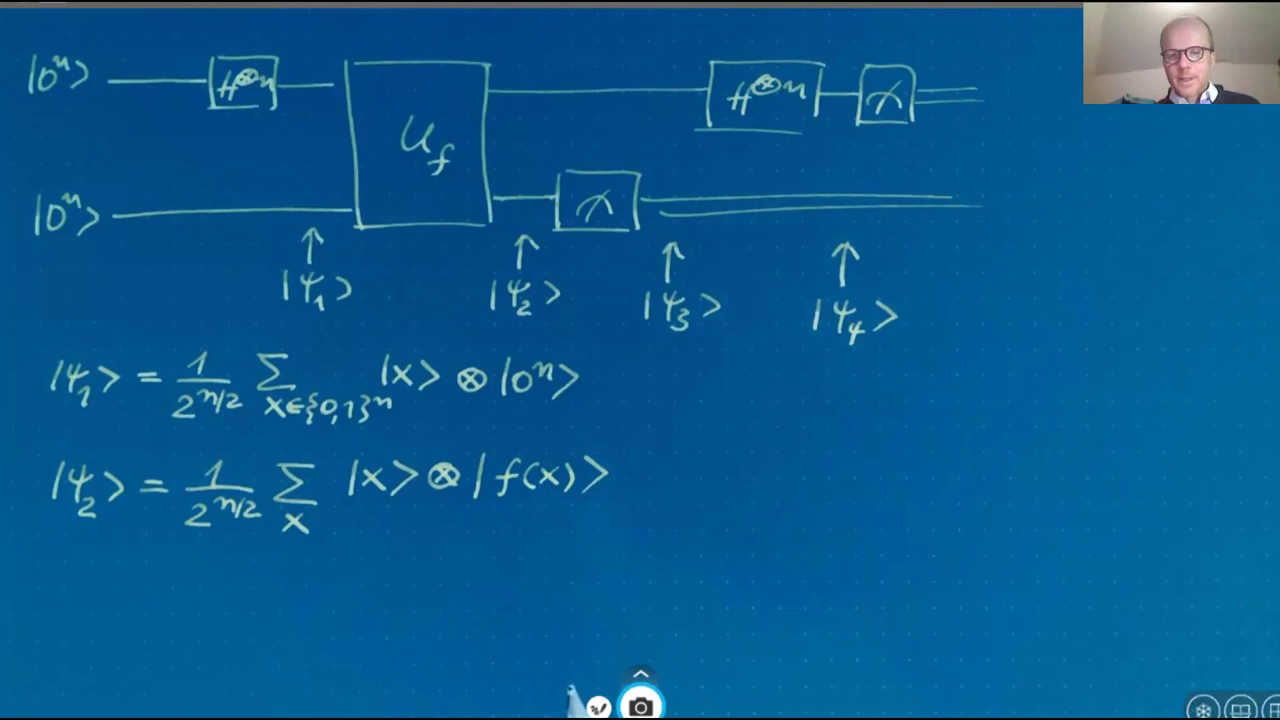 |0ⁿ⟩ H^{⊗n} H^{⊗n}
U_f
|0ⁿ⟩
|ψ₁⟩ |ψ₂⟩ |ψ₃⟩ |ψ₄⟩
|ψ₁⟩ = 1/2^{n/2} Σ_{x∈{0,1}ⁿ} |x⟩ ⊗ |0ⁿ⟩
|ψ₂⟩ = 1/2^{n/2} Σ_x |x⟩ ⊗ |f(x)⟩